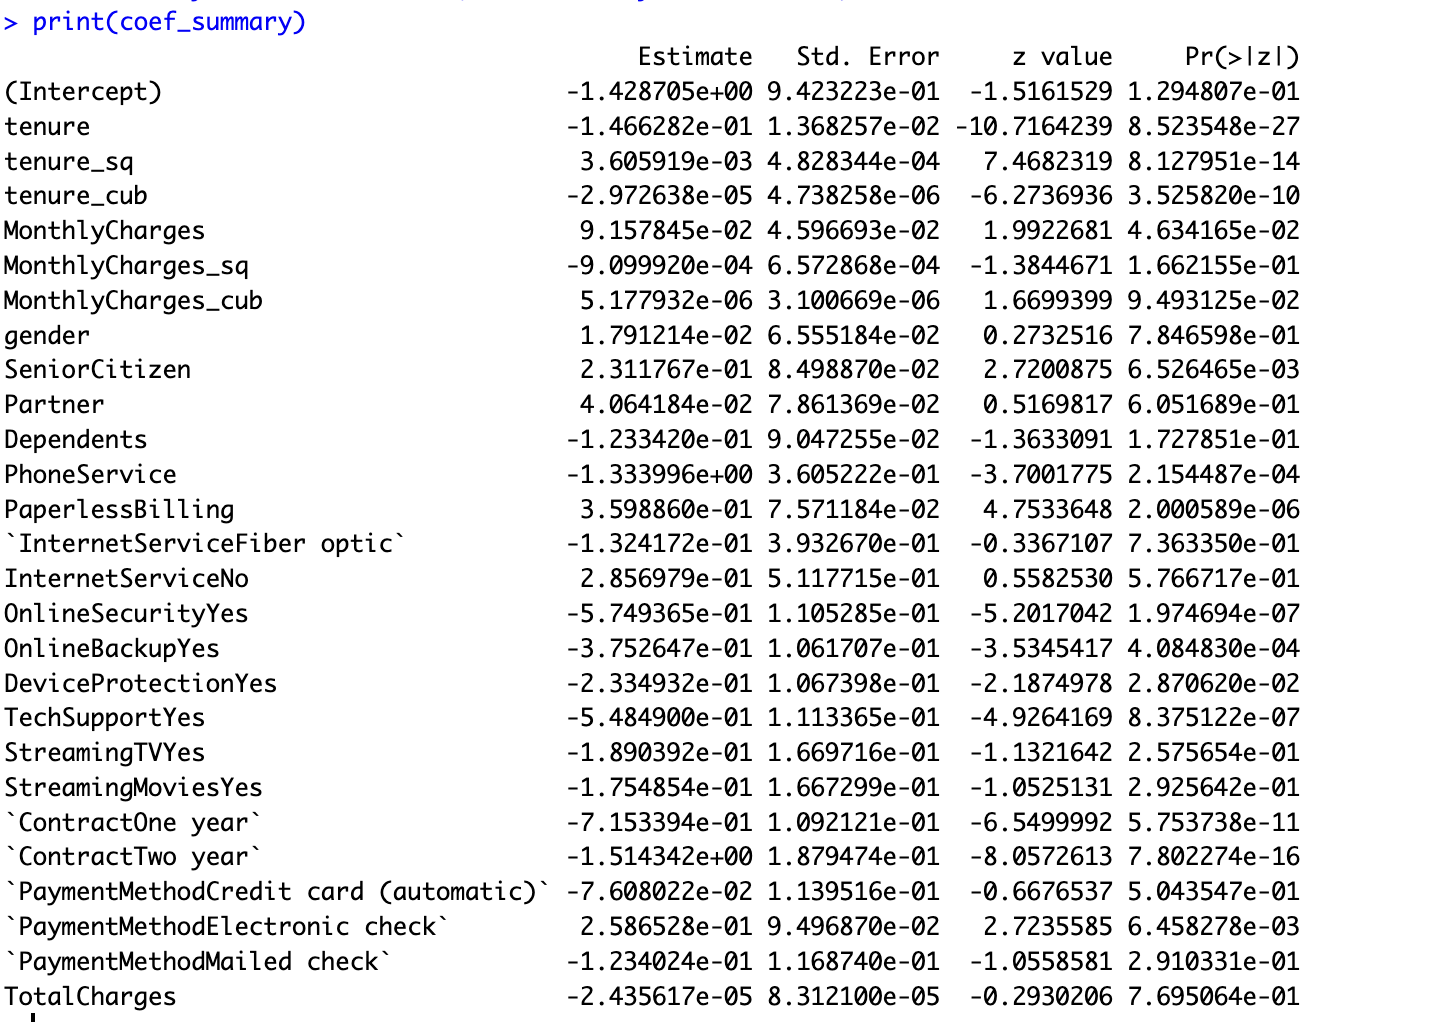 > print(coef_summary)
Estimate Std. Error z value Pr(>|z|)
(Intercept) -1.428705e+00 9.423223e-01 -1.5161529 1.294807e-01
tenure -1.466282e-01 1.368257e-02 -10.7164239 8.523548e-27
tenure_sq 3.605919e-03 4.828344e-04 7.4682319 8.127951e-14
tenure_cub -2.972638e-05 4.738258e-06 -6.2736936 3.525820e-10
MonthlyCharges 9.157845e-02 4.596693e-02 1.9922681 4.634165e-02
MonthlyCharges_sq -9.099920e-04 6.572868e-04 -1.3844671 1.662155e-01
MonthlyCharges_cub 5.177932e-06 3.100669e-06 1.6699399 9.493125e-02
gender 1.791214e-02 6.555184e-02 0.2732516 7.846598e-01
SeniorCitizen 2.311767e-01 8.498870e-02 2.7200875 6.526465e-03
Partner 4.064184e-02 7.861369e-02 0.5169817 6.051689e-01
Dependents -1.233420e-01 9.047255e-02 -1.3633091 1.727851e-01
PhoneService -1.333996e+00 3.605222e-01 -3.7001775 2.154487e-04
PaperlessBilling 3.598860e-01 7.571184e-02 4.7533648 2.000589e-06
`InternetServiceFiber optic` -1.324172e-01 3.932670e-01 -0.3367107 7.363350e-01
InternetServiceNo 2.856979e-01 5.117715e-01 0.5582530 5.766717e-01
OnlineSecurityYes -5.749365e-01 1.105285e-01 -5.2017042 1.974694e-07
OnlineBackupYes -3.752647e-01 1.061707e-01 -3.5345417 4.084830e-04
DeviceProtectionYes -2.334932e-01 1.067398e-01 -2.1874978 2.870620e-02
TechSupportYes -5.484900e-01 1.113365e-01 -4.9264169 8.375122e-07
StreamingTVYes -1.890392e-01 1.669716e-01 -1.1321642 2.575654e-01
StreamingMoviesYes -1.754854e-01 1.667299e-01 -1.0525131 2.925642e-01
`ContractOne year` -7.153394e-01 1.092121e-01 -6.5499992 5.753738e-11
`ContractTwo year` -1.514342e+00 1.879474e-01 -8.0572613 7.802274e-16
`PaymentMethodCredit card (automatic)` -7.608022e-02 1.139516e-01 -0.6676537 5.043547e-01
`PaymentMethodElectronic check` 2.586528e-01 9.496870e-02 2.7235585 6.458278e-03
`PaymentMethodMailed check` -1.234024e-01 1.168740e-01 -1.0558581 2.910331e-01
TotalCharges -2.435617e-05 8.312100e-05 -0.2930206 7.695064e-01